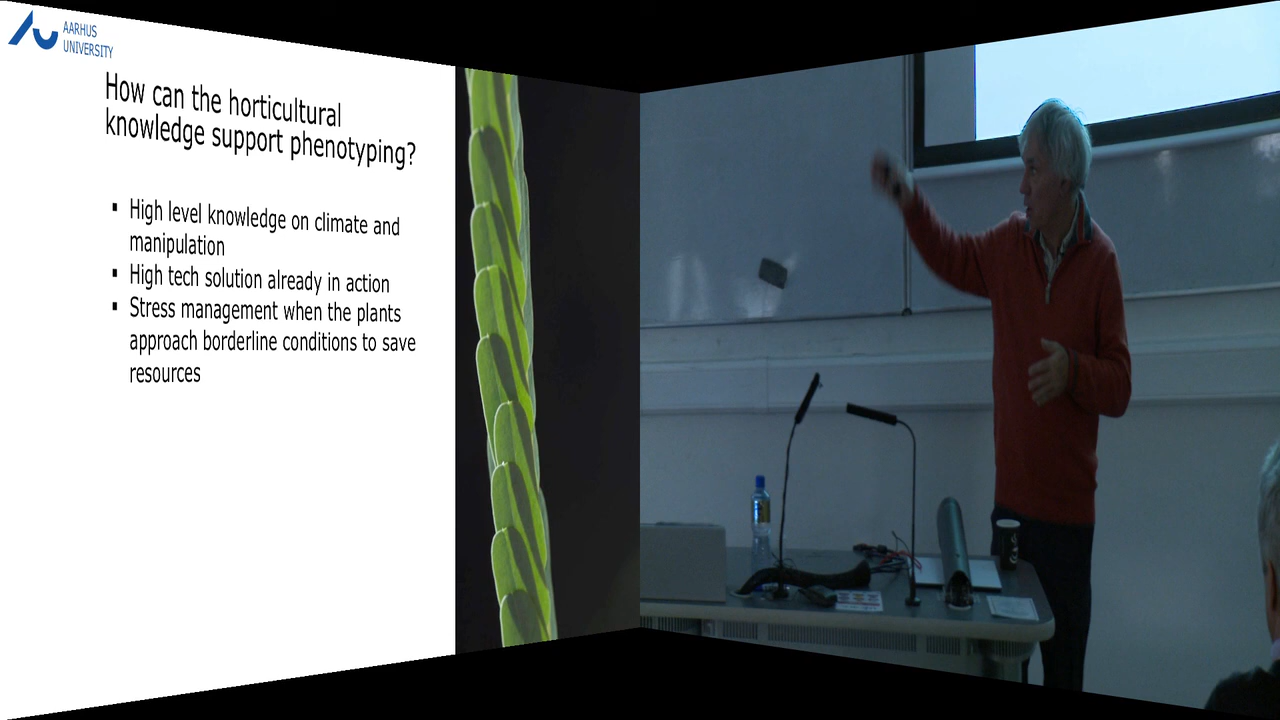 AARHUS
UNIVERSITY
How can the horticultural
knowledge support phenotyping?
▪ High level knowledge on climate and
manipulation
▪ High tech solution already in action
▪ Stress management when the plants
approach borderline conditions to save
resources